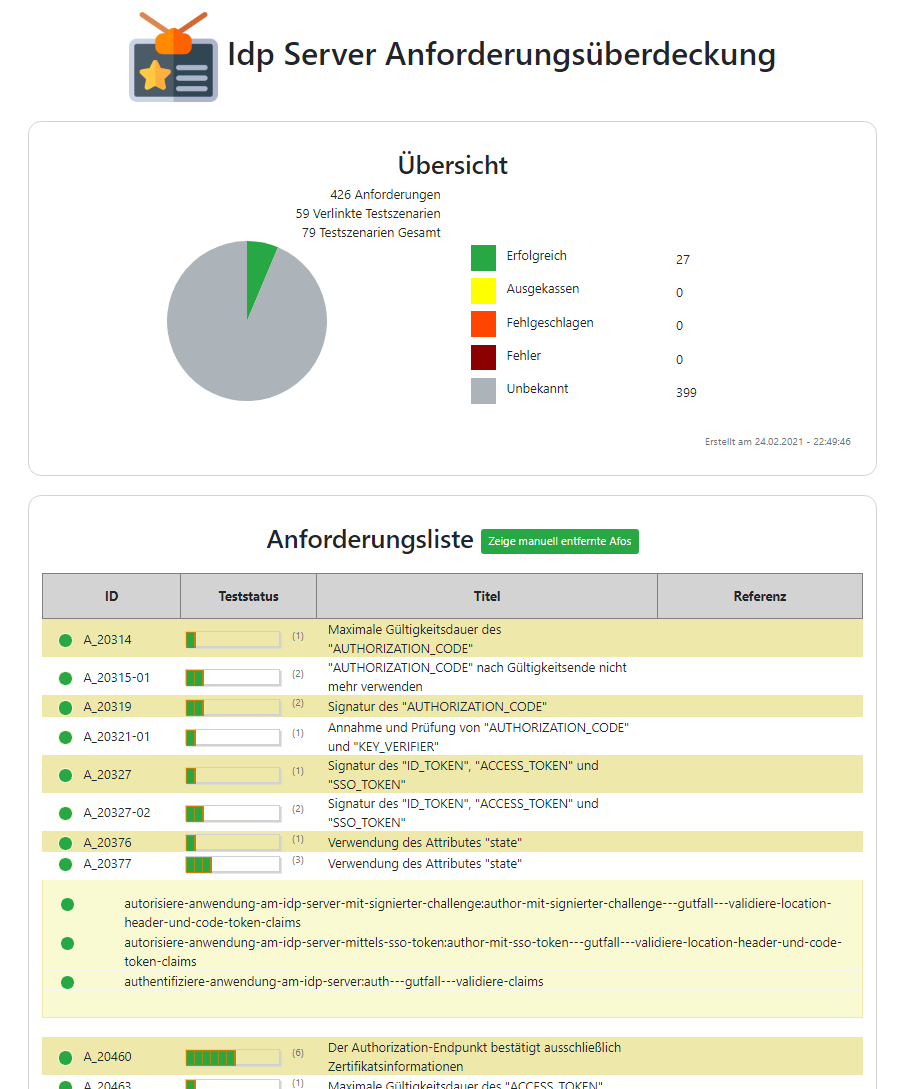 Idp Server Anforderungsüberdeckung
Übersicht
426 Anforderungen
59 Verlinkte Testszenarien
79 Testszenarien Gesamt
Erfolgreich 27
Ausgekassen 0
Fehlgeschlagen 0
Fehler 0
Unbekannt 399
Erstellt am 24.02.2021 - 22:49:46
Anforderungsliste Zeige manuell entfernte Afos
ID Teststatus Titel Referenz
A_20314 (1) Maximale Gültigkeitsdauer des
"AUTHORIZATION_CODE"
A_20315-01 (2) "AUTHORIZATION_CODE" nach Gültigkeitsende nicht
mehr verwenden
A_20319 (2) Signatur des "AUTHORIZATION_CODE"
A_20321-01 (1) Annahme und Prüfung von "AUTHORIZATION_CODE"
und "KEY_VERIFIER"
A_20327 (1) Signatur des "ID_TOKEN", "ACCESS_TOKEN" und
"SSO_TOKEN"
A_20327-02 (2) Signatur des "ID_TOKEN", "ACCESS_TOKEN" und
"SSO_TOKEN"
A_20376 (1) Verwendung des Attributes "state"
A_20377 (3) Verwendung des Attributes "state"
autorisiere-anwendung-am-idp-server-mit-signierter-challenge:author-mit-signierter-challenge---gutfall---validiere-location-
header-und-code-token-claims
autorisiere-anwendung-am-idp-server-mittels-sso-token:author-mit-sso-token---gutfall---validiere-location-header-und-code-
token-claims
authentifiziere-anwendung-am-idp-server:auth---gutfall---validiere-claims
A_20460 (6) Der Authorization-Endpunkt bestätigt ausschließlich
Zertifikatsinformationen
A_20463 (1) Maximale Gültigkeitsdauer des "ACCESS_TOKEN"